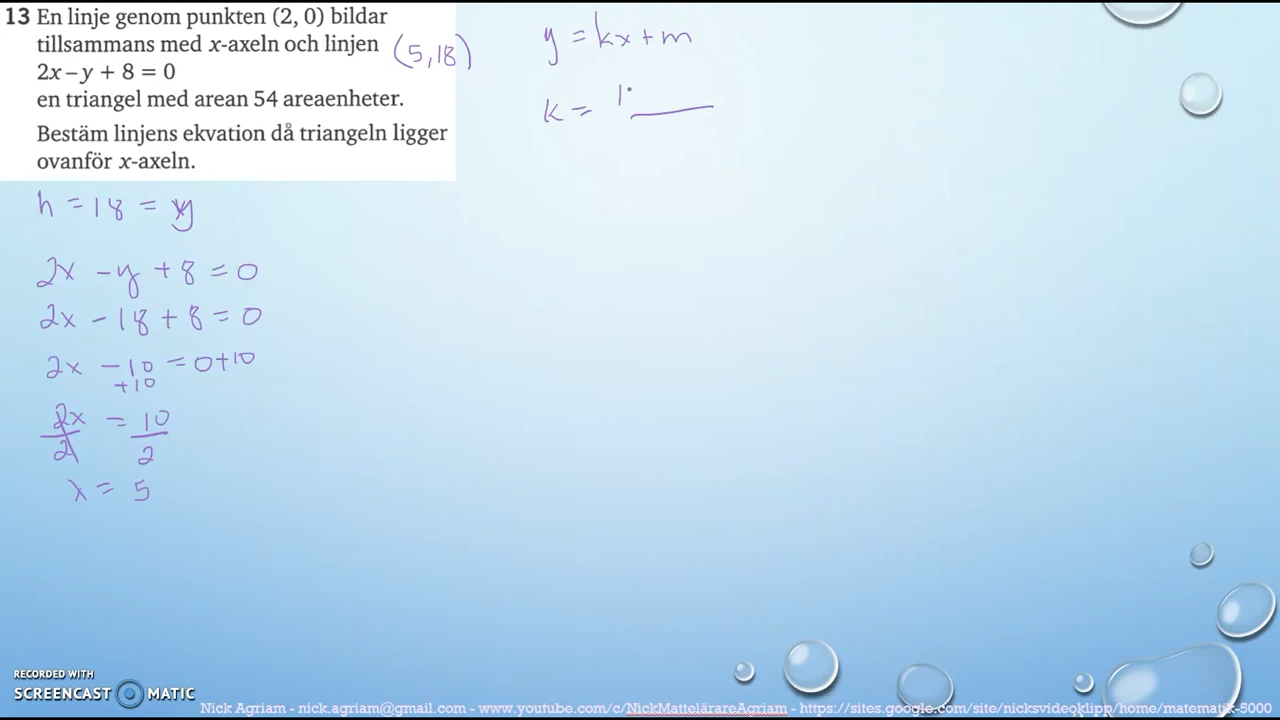 13 En linje genom punkten (2, 0) bildar
tillsammans med x-axeln och linjen
2x – y + 8 = 0
en triangel med arean 54 areaenheter.
Bestäm linjens ekvation då triangeln ligger
ovanför x-axeln.
(5,18)
h = 18 = y
2x - y + 8 = 0
2x - 18 + 8 = 0
2x - 10 = 0 + 10
+10
2x = 10
2 2
x = 5
y = kx + m
k =
RECORDED WITH
SCREENCAST MATIC
Nick Agriam - nick.agriam@gmail.com - www.youtube.com/c/NickMattelärareAgriam - https://sites.google.com/site/nicksvideoklipp/home/matematik-5000